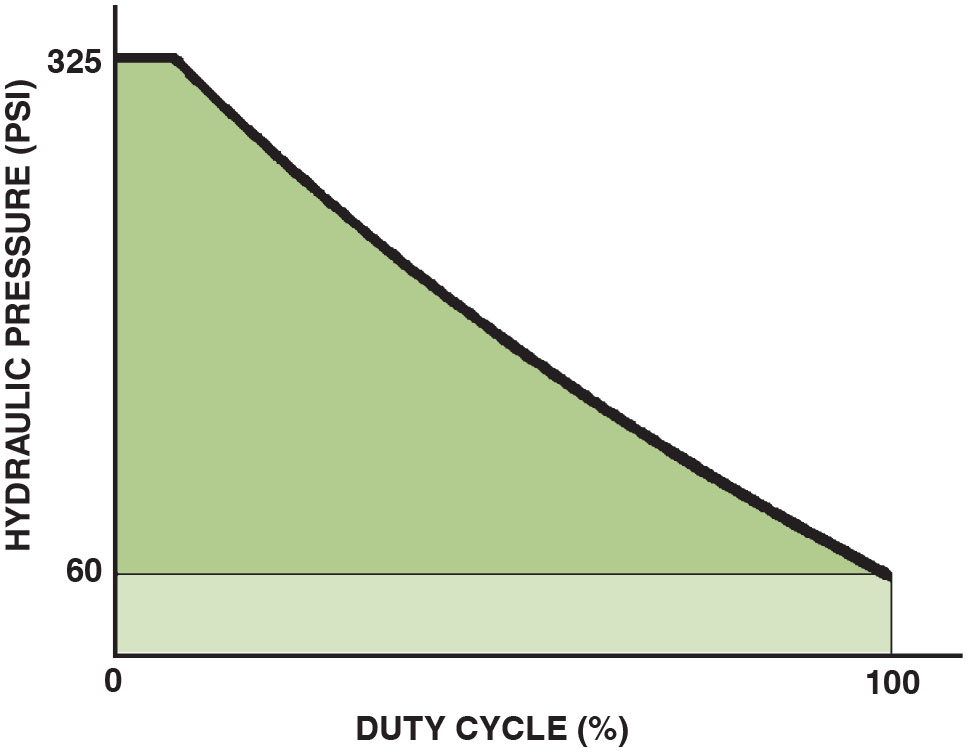 325
HYDRAULIC PRESSURE (PSI)
60
0
100
DUTY CYCLE (%)